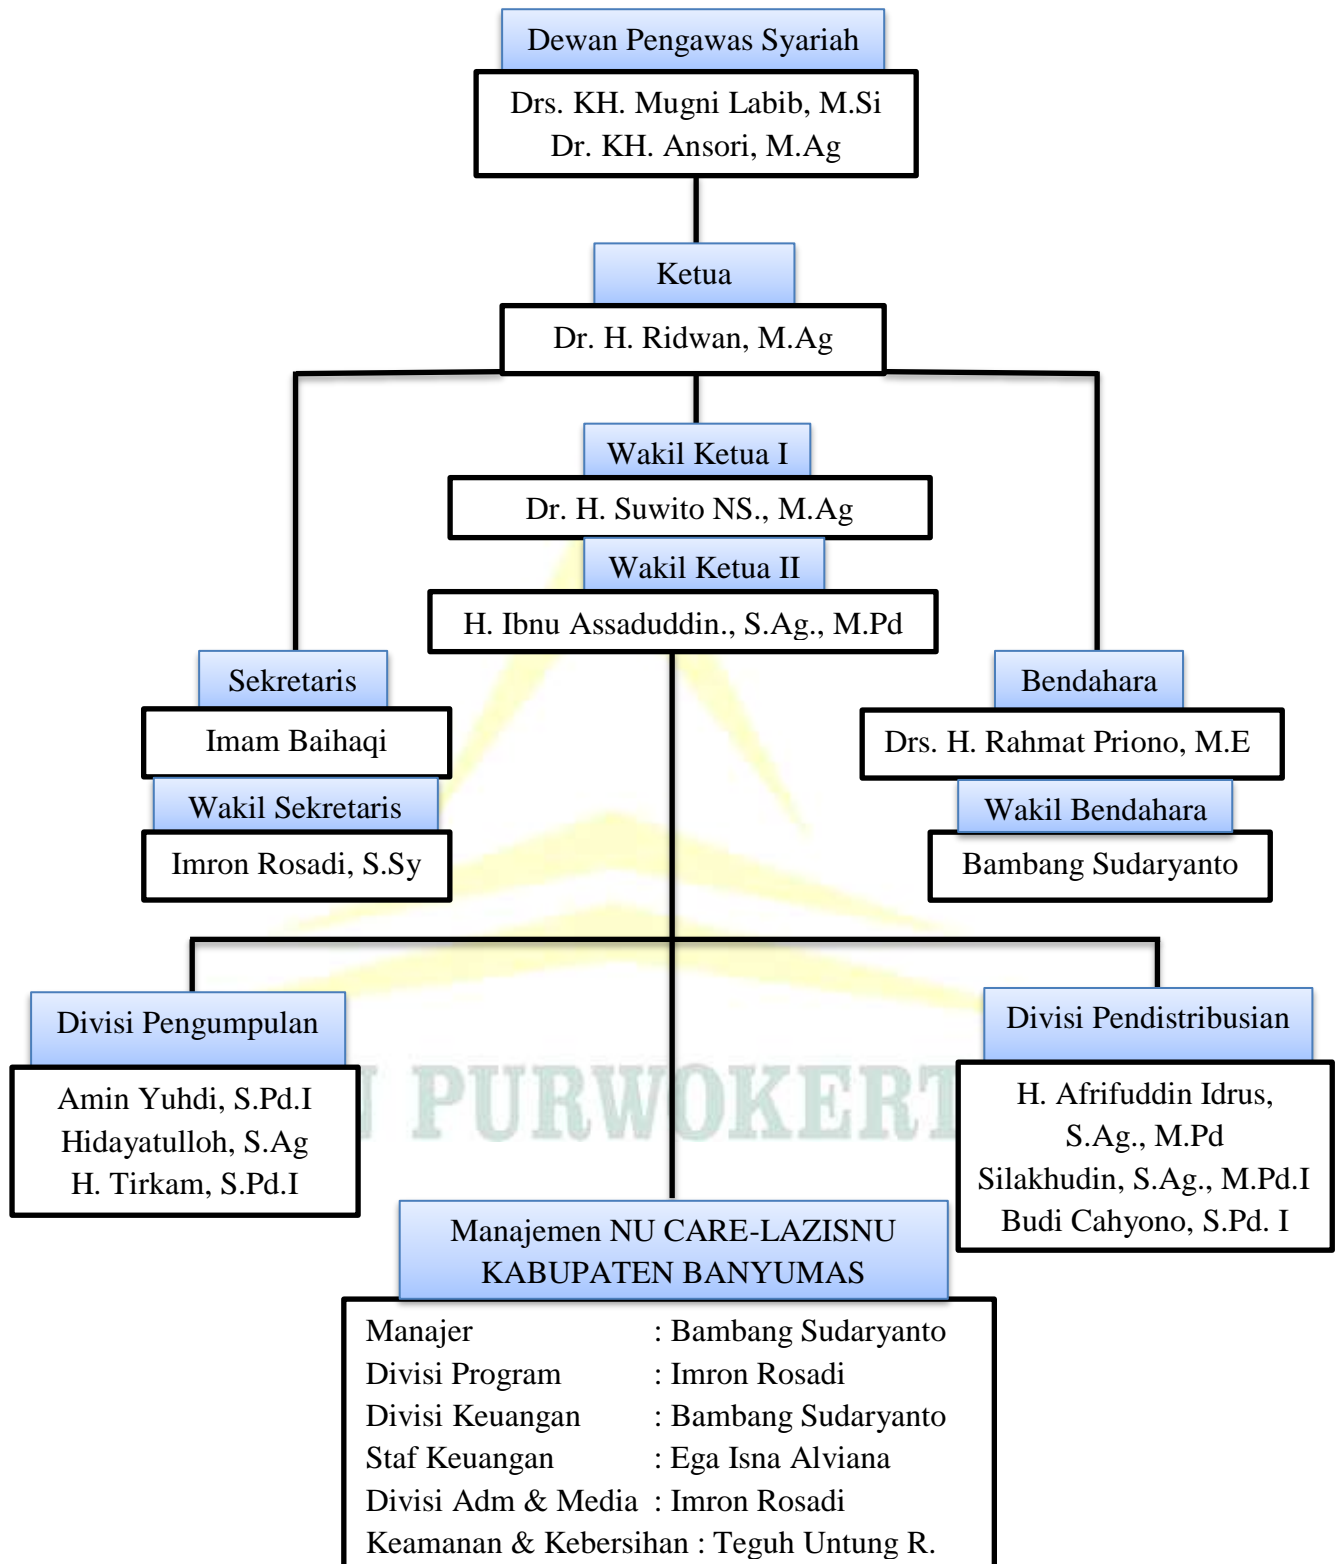 Dewan Pengawas Syariah
Drs. KH. Mugni Labib, M.Si
Dr. KH. Ansori, M.Ag
Ketua
Dr. H. Ridwan, M.Ag
Wakil Ketua I
Dr. H. Suwito NS., M.Ag
Wakil Ketua II
H. Ibnu Assaduddin., S.Ag., M.Pd
Sekretaris
Imam Baihaqi
Wakil Sekretaris
Imron Rosadi, S.Sy
Bendahara
Drs. H. Rahmat Priono, M.E
Wakil Bendahara
Bambang Sudaryanto
Divisi Pengumpulan
Amin Yuhdi, S.Pd.I
Hidayatulloh, S.Ag
H. Tirkam, S.Pd.I
Divisi Pendistribusian
H. Afrifuddin Idrus,
S.Ag., M.Pd
Silakhudin, S.Ag., M.Pd.I
Budi Cahyono, S.Pd. I
N PURWOKERT
Manajemen NU CARE-LAZISNU
KABUPATEN BANYUMAS
Manajer : Bambang Sudaryanto
Divisi Program : Imron Rosadi
Divisi Keuangan : Bambang Sudaryanto
Staf Keuangan : Ega Isna Alviana
Divisi Adm & Media : Imron Rosadi
Keamanan & Kebersihan : Teguh Untung R.